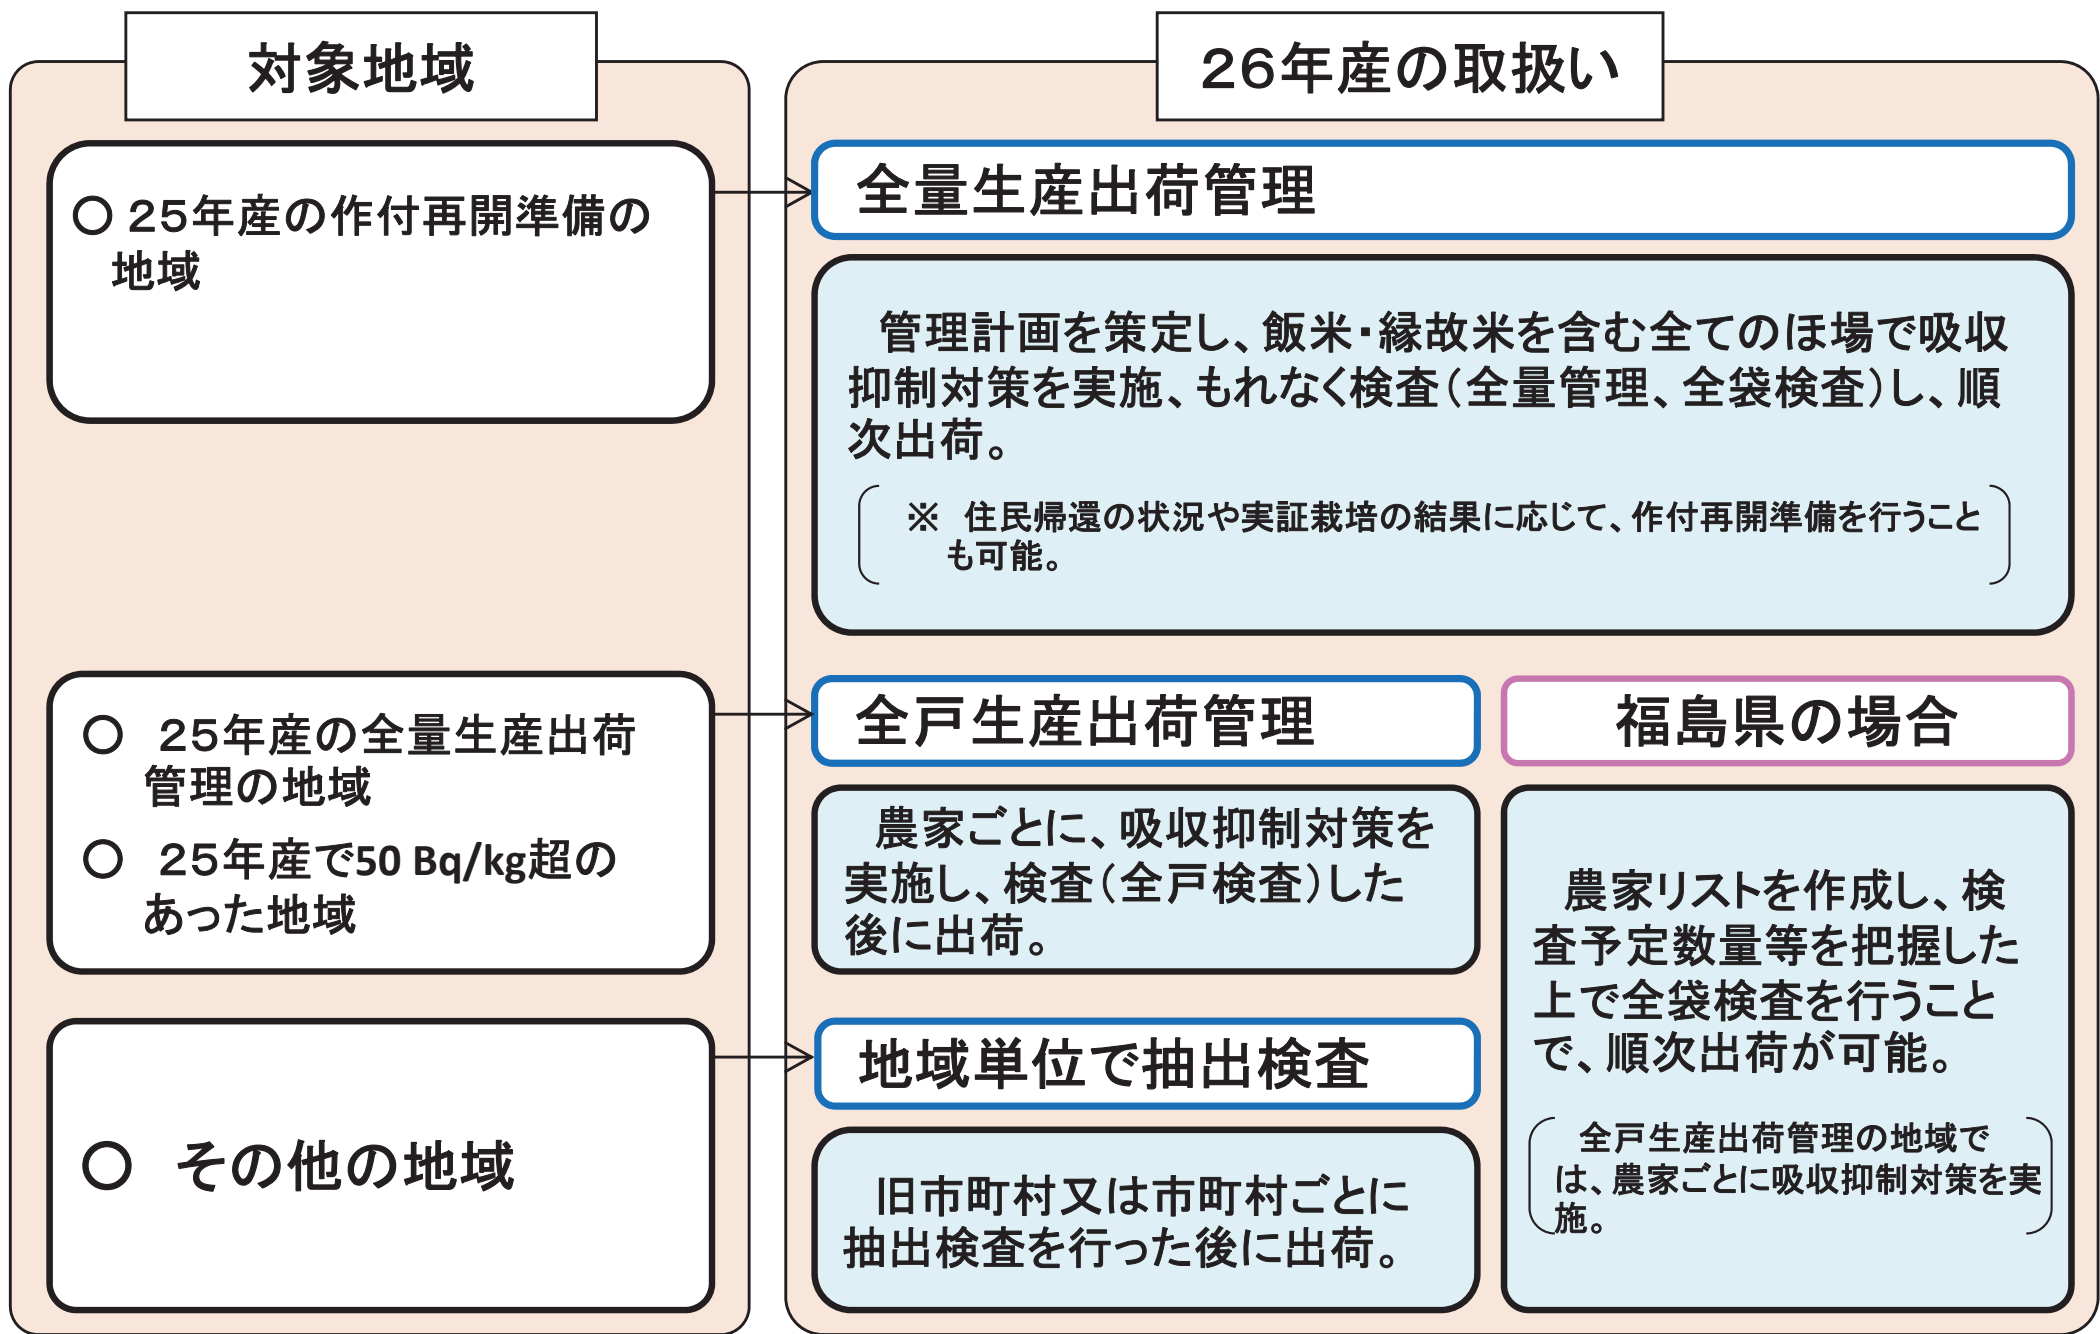 対象地域
○２５年産の作付再開準備の
地域
○　２５年産の全量生産出荷
管理の地域
○　２５年産で50 Bq/kg超の
あった地域
○　その他の地域
２６年産の取扱い
全量生産出荷管理
管理計画を策定し、飯米・縁故米を含む全てのほ場で吸収
抑制対策を実施、もれなく検査（全量管理、全袋検査）し、順
次出荷。
※　住民帰還の状況や実証栽培の結果に応じて、作付再開準備を行うこと
も可能。
全戸生産出荷管理
農家ごとに、吸収抑制対策を
実施し、検査（全戸検査）した
後に出荷。
地域単位で抽出検査
旧市町村又は市町村ごとに
抽出検査を行った後に出荷。
福島県の場合
農家リストを作成し、検
査予定数量等を把握した
上で全袋検査を行うこと
で、順次出荷が可能。
全戸生産出荷管理の地域で
は、農家ごとに吸収抑制対策を実
施。